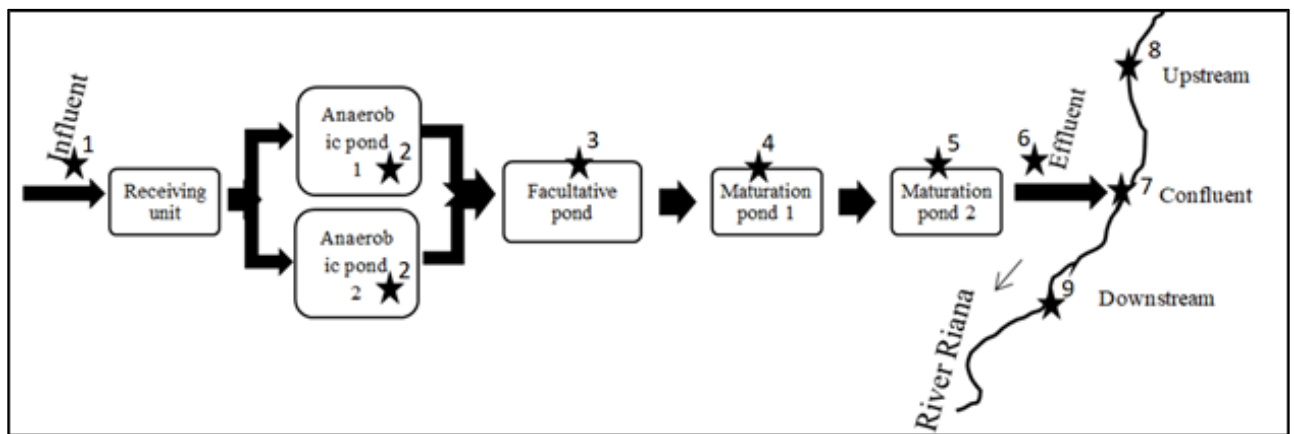 Influent
1
Receiving
unit
Anaerob
ic pond
1
2
Anaerob
ic pond
2
2
3
Facultative
pond
4
Maturation
pond 1
5
Maturation
pond 2
6
Effluent
8
Upstream
7
Confluent
9
Downstream
River Riana